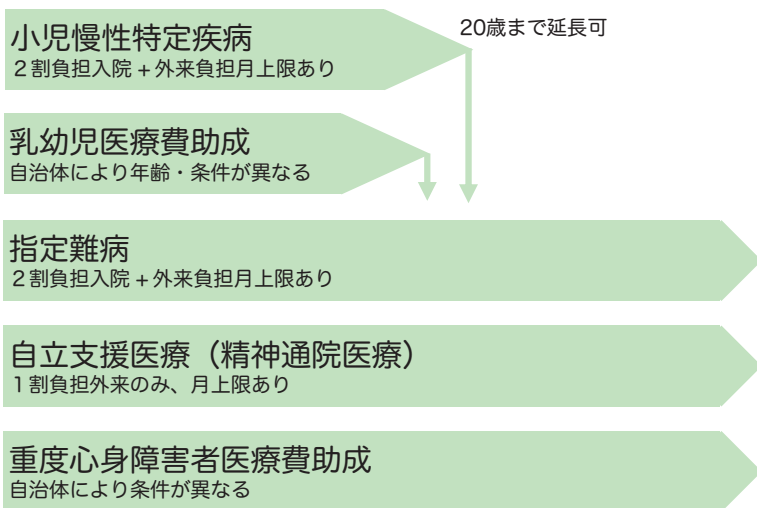 小児慢性特定疾病
２割負担入院 + 外来負担月上限あり
20歳まで延長可
乳幼児医療費助成
自治体により年齢・条件が異なる
指定難病
２割負担入院 + 外来負担月上限あり
自立支援医療（精神通院医療）
１割負担外来のみ、月上限あり
重度心身障害者医療費助成
自治体により条件が異なる